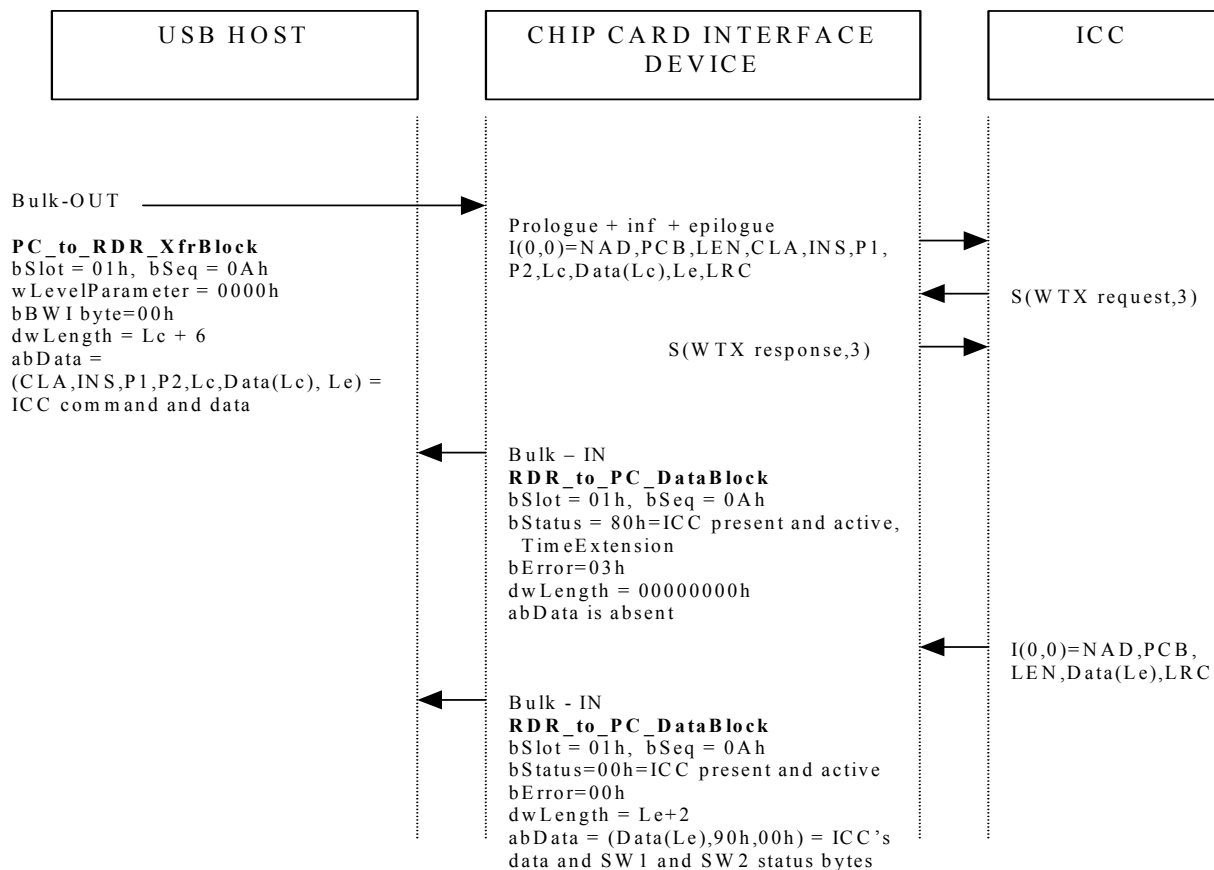 USB HOST
CHIP CARD INTERFACE
DEVICE
ICC
Bulk-OUT
PC_to_RDR_XfrBlock
bSlot = 01h, bSeq = 0Ah
wLevelParameter = 0000h
bBWI byte=00h
dwLength = Lc + 6
abData =
(CLA,INS,P1,P2,Lc,Data(Lc), Le) =
ICC command and data
Prologue + inf + epilogue
I(0,0)=NAD,PCB,LEN,CLA,INS,P1,
P2,Lc,Data(Lc),Le,LRC
S(WTX request,3)
S(WTX response,3)
Bulk – IN
RDR_to_PC_DataBlock
bSlot = 01h, bSeq = 0Ah
bStatus = 80h=ICC present and active,
TimeExtension
bError=03h
dwLength = 00000000h
abData is absent
I(0,0)=NAD,PCB,
LEN,Data(Le),LRC
Bulk - IN
RDR_to_PC_DataBlock
bSlot = 01h, bSeq = 0Ah
bStatus=00h=ICC present and active
bError=00h
dwLength = Le+2
abData = (Data(Le),90h,00h) = ICC's
data and SW1 and SW2 status bytes